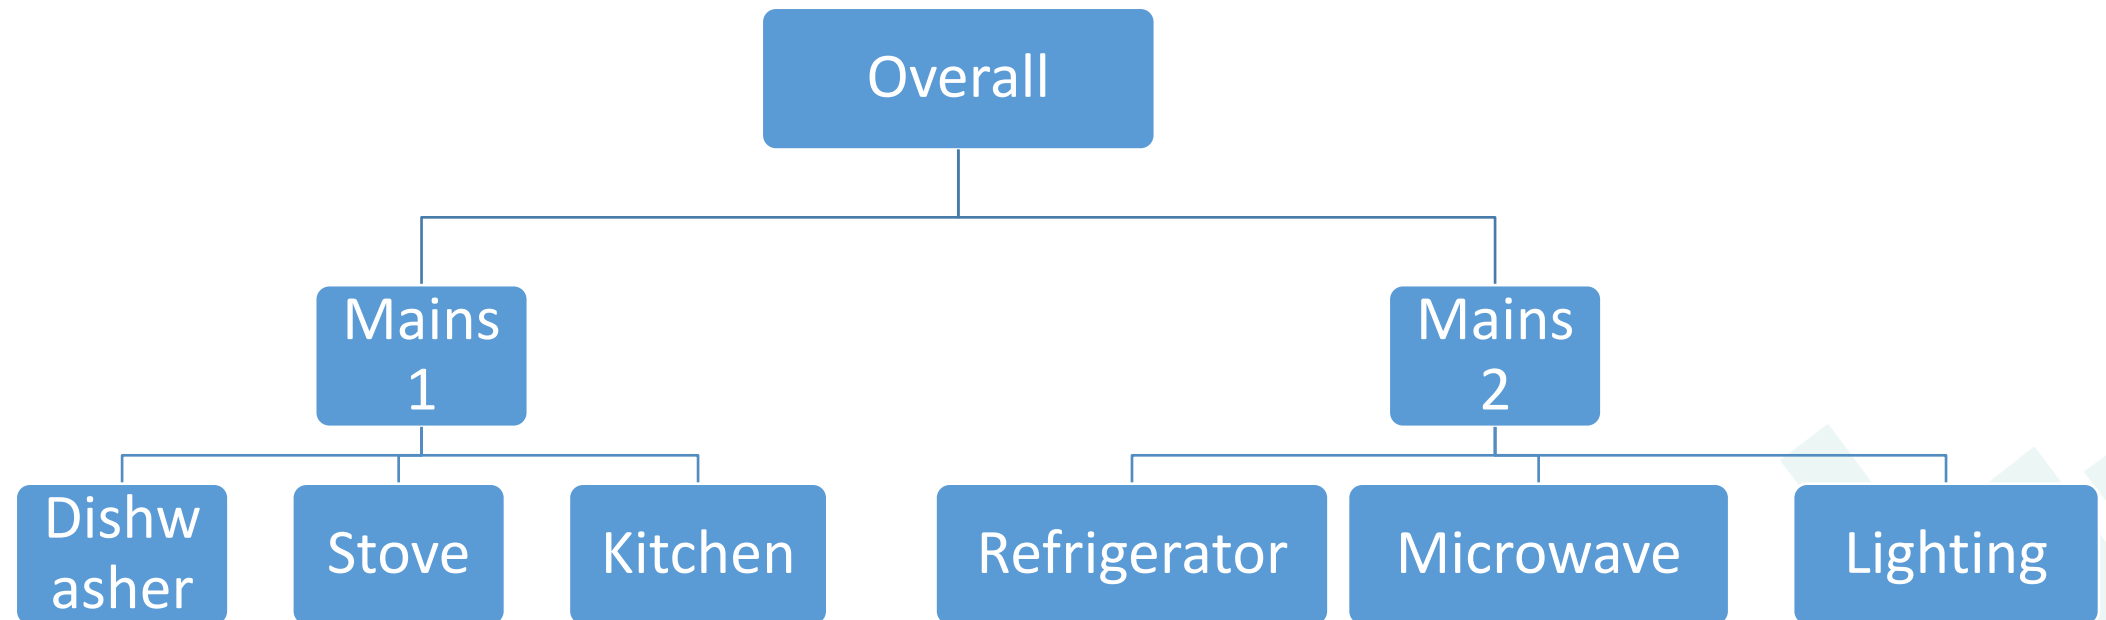 Overall
Mains
1
Mains
2
Dishw
asher
Stove
Kitchen
Refrigerator
Microwave
Lighting